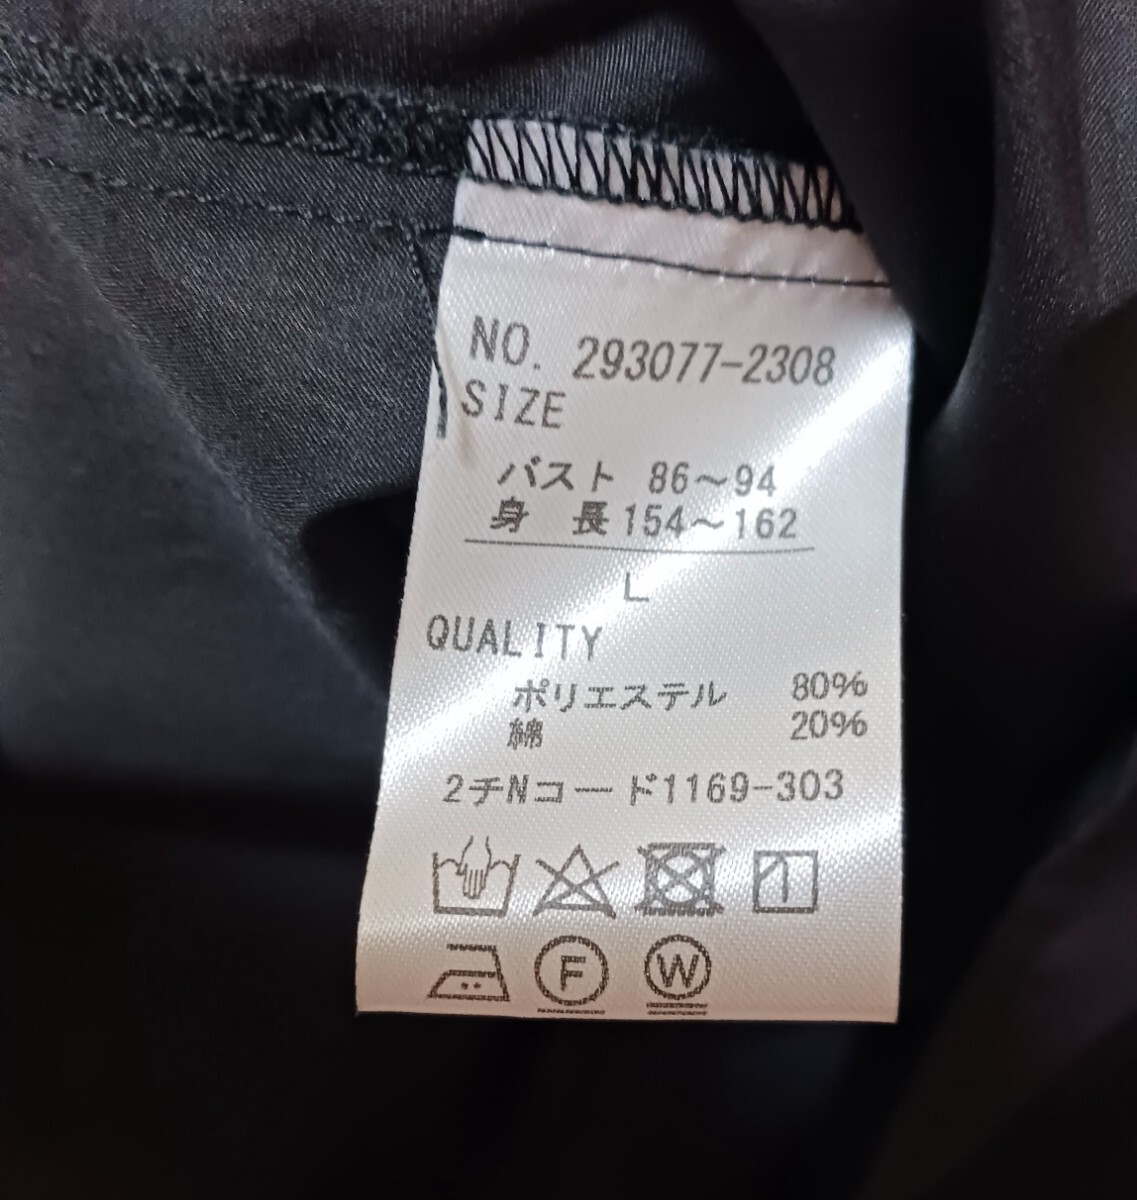 NO. 293077-2308
SIZE
バスト 86～94
身 長 154～162
L
QUALITY
ポリエステル 80%
綿 20%
2チNコード1169-303
F W